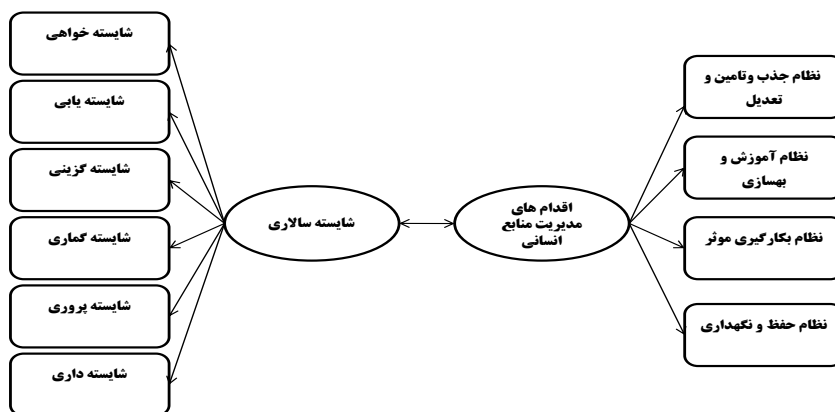 شایسته خواهی
شایسته یابی
شایسته گزینی
شایسته گماری
شایسته پروری
شایسته داری
شایسته سالاری
اقدام های
مدیریت منابع
انسانی
نظام جذب وتامین و
تعدیل
نظام آموزش و
بهسازی
نظام بکارگیری موثر
نظام حفظ و نگهداری